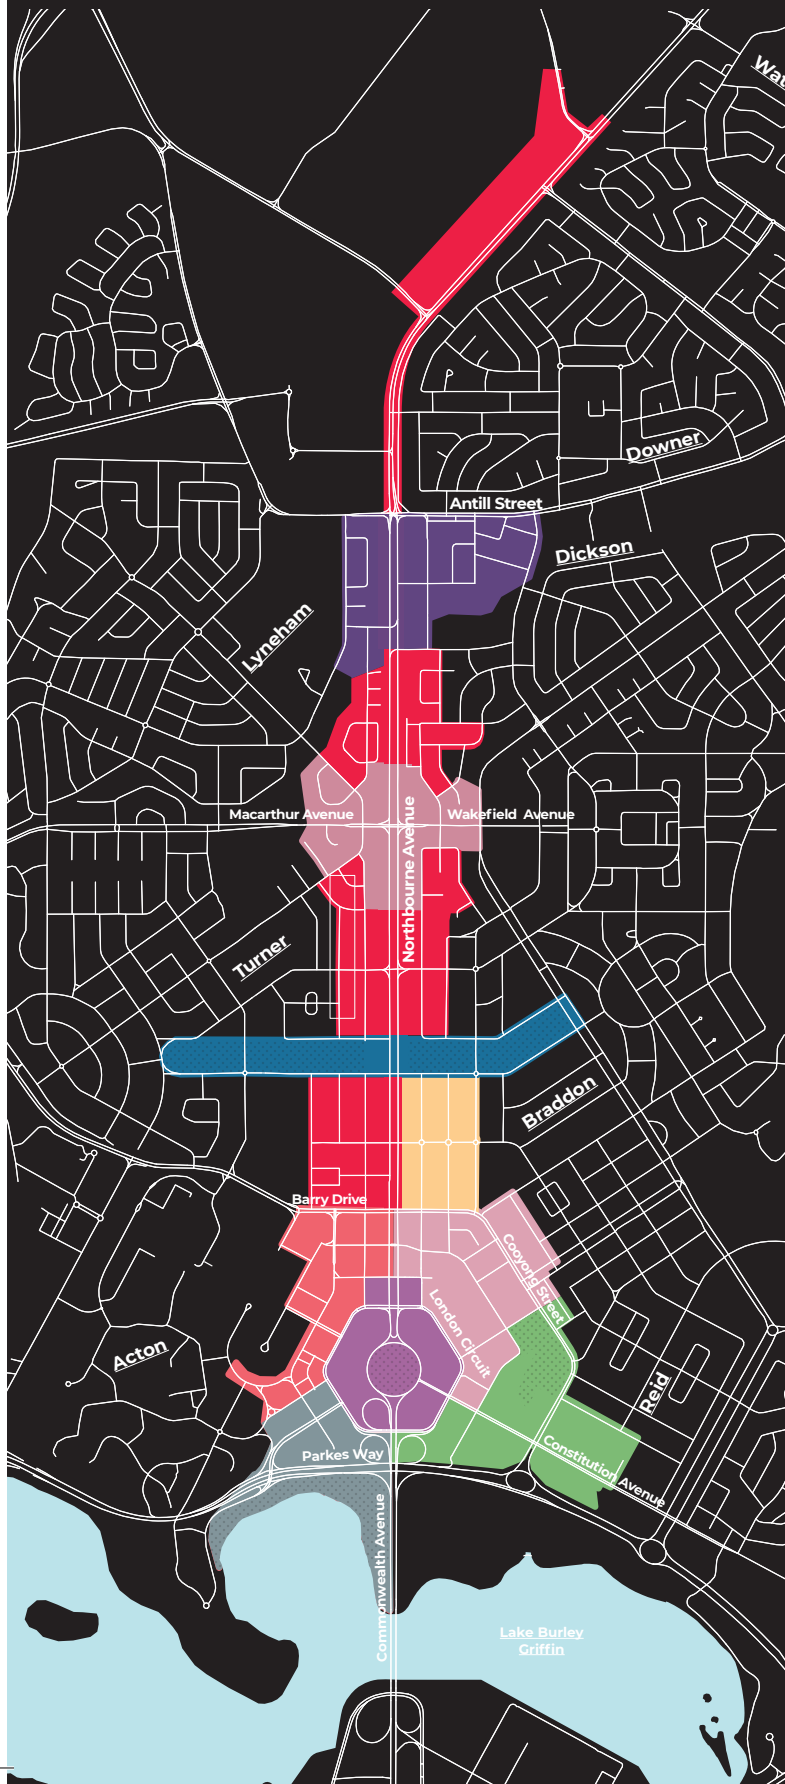 Wat
Downer
Antill Street
Dickson
Lyneham
Macarthur Avenue
Wakefield Avenue
Northbourne Avenue
Turner
Braddon
Barry Drive
Cooyong Street
London Circuit
Acton
Reid
Constitution Avenue
Parkes Way
Commonwealth Avenue
Lake Burley
Griffin